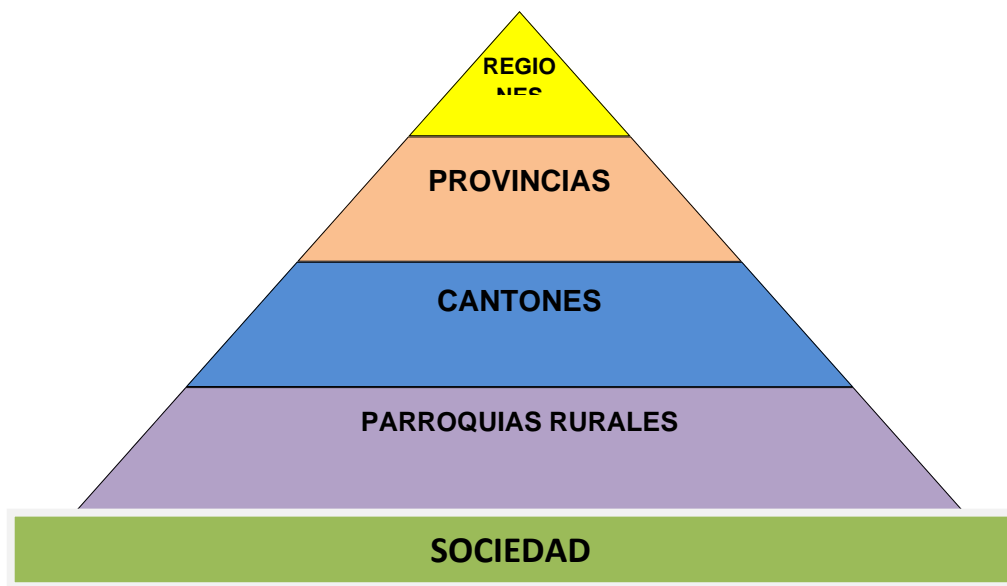 REGIO
NES
PROVINCIAS
CANTONES
PARROQUIAS RURALES
SOCIEDAD